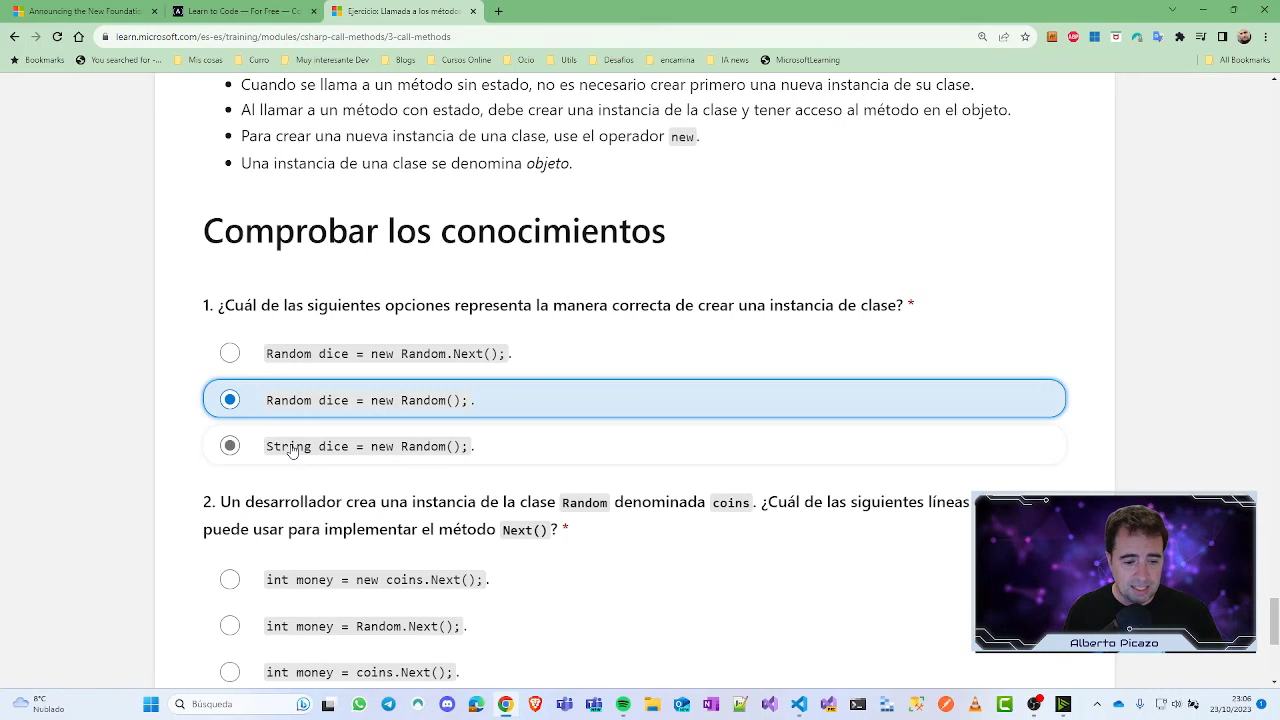 Announcing the New Foundatic
Learn to Code — For Free — Co
Ejercicio: Llamada a los método
learn.microsoft.com/es-es/training/modules/csharp-call-methods/3-call-methods
Bookmarks
You searched for -...
Mis cosas
Curro
Muy interesante Dev
Blogs
Cursos Online
Ocio
Utils
Desafios
encamina
IA news
MicrosoftLearning
All Bookmarks
Cuando se llama a un método sin estado, no es necesario crear primero una nueva instancia de su clase.
Al llamar a un método con estado, debe crear una instancia de la clase y tener acceso al método en el objeto.
Para crear una nueva instancia de una clase, use el operador new.
Una instancia de una clase se denomina objeto.
Comprobar los conocimientos
1. ¿Cuál de las siguientes opciones representa la manera correcta de crear una instancia de clase? *
Random dice = new Random.Next();.
Random dice = new Random();.
String dice = new Random();.
2. Un desarrollador crea una instancia de la clase Random denominada coins. ¿Cuál de las siguientes líneas
puede usar para implementar el método Next()? *
int money = new coins.Next();.
int money = Random.Next();.
int money = coins.Next();.
Alberto Picazo
8°C
Nublado
Búsqueda
23:06
23/10/2023